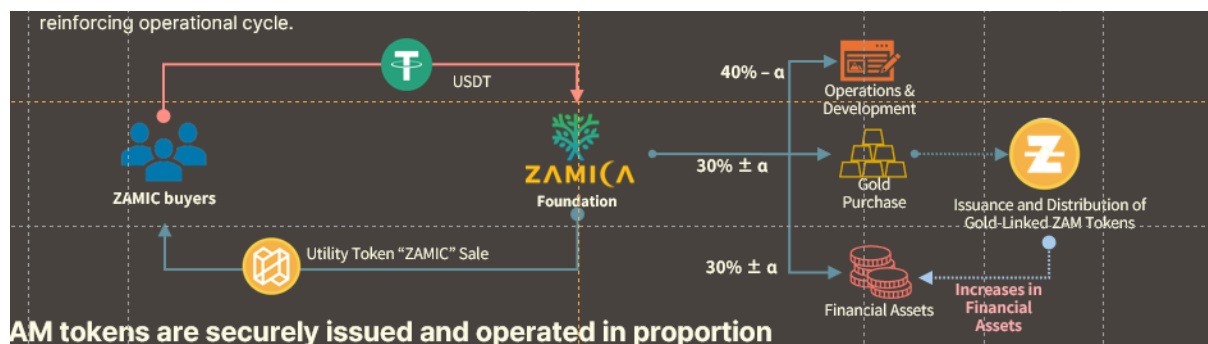 reinforcing operational cycle.
USDT
40% – α
Operations &
Development
ZAMICA
ZAMIC buyers
Foundation
30% ± α
Gold
Purchase
Issuance and Distribution of
Gold-Linked ZAM Tokens
Utility Token “ZAMIC” Sale
30% ± α
Financial Assets
Increases in
Financial
Assets
AM tokens are securely issued and operated in proportion